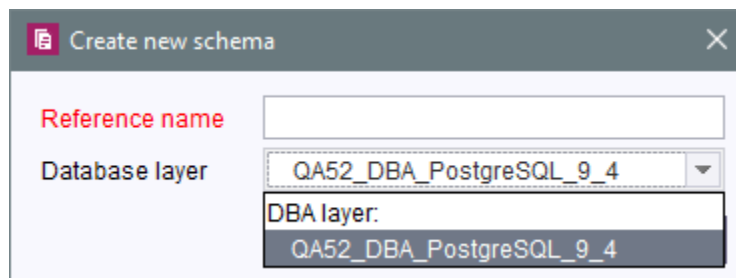 Create new schema
Reference name
Database layer
QA52_DBA_PostgreSQL_9_4
DBA layer:
QA52_DBA_PostgreSQL_9_4